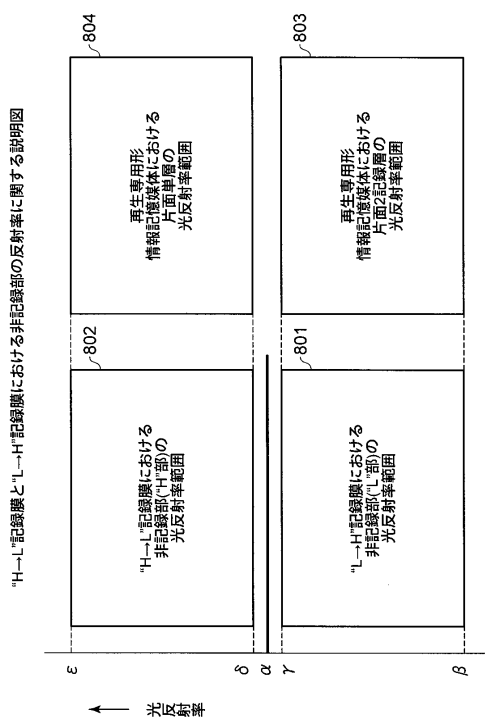 “H→L”記録膜と“L→H”記録膜における非記録部の反射率に関する説明図
光反射率
ε
δ
α
γ
β
802
“H→L”記録膜における
非記録部(“H”部)の
光反射率範囲
804
再生専用形
情報記憶媒体における
片面単層の
光反射率範囲
801
“L→H”記録膜における
非記録部(“L”部)の
光反射率範囲
803
再生専用形
情報記憶媒体における
片面2記録層の
光反射率範囲